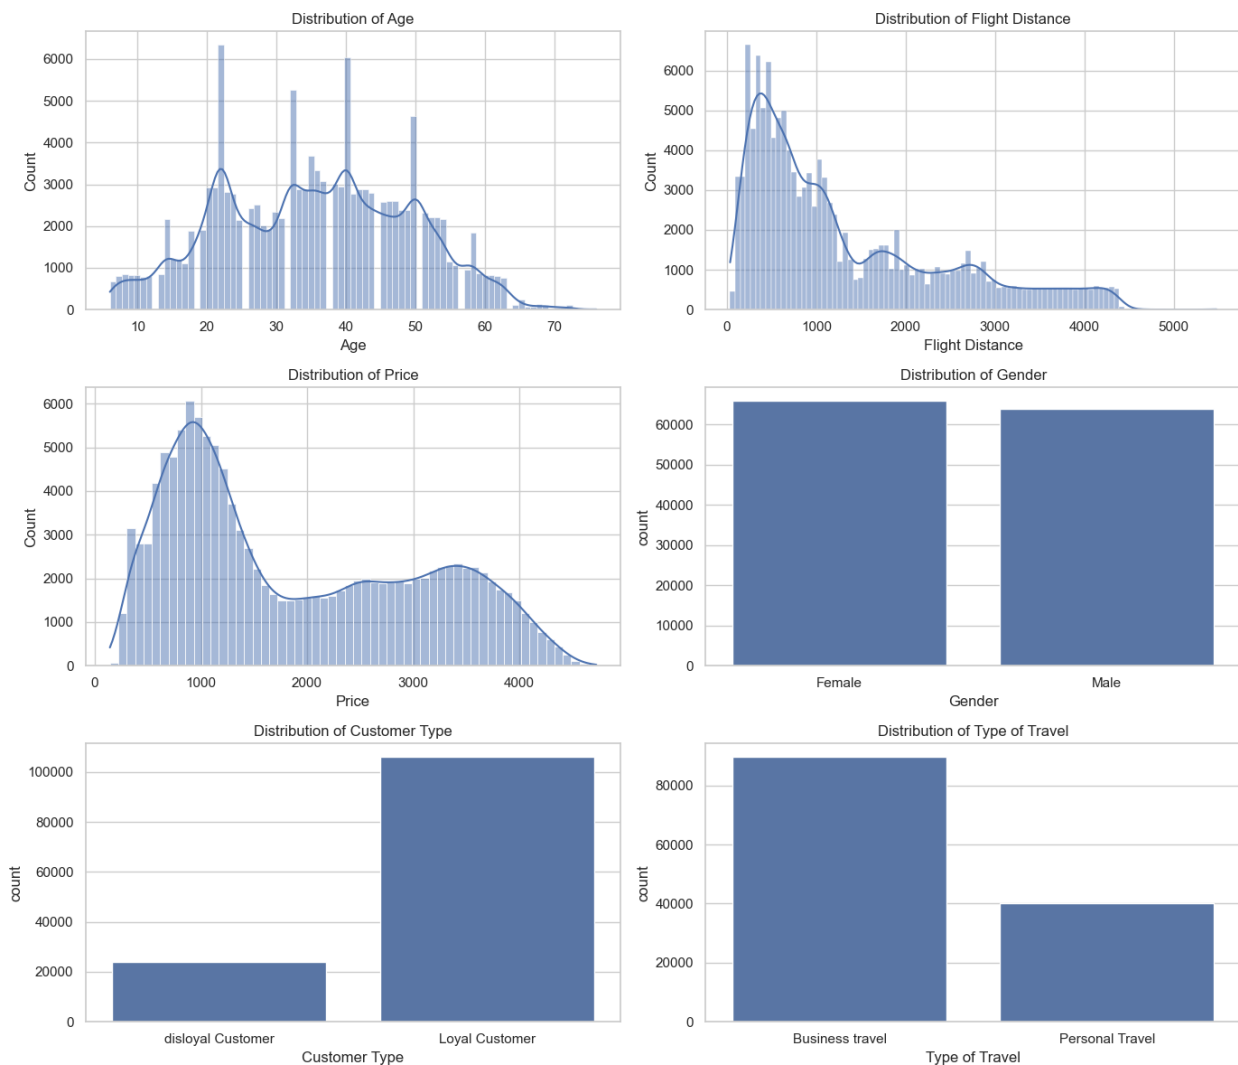 Distribution of Age
Count
6000
5000
4000
3000
2000
1000
0
10 20 30 40 50 60 70
Age
Distribution of Flight Distance
Count
6000
5000
4000
3000
2000
1000
0
0 1000 2000 3000 4000 5000
Flight Distance
Distribution of Price
Count
6000
5000
4000
3000
2000
1000
0
0 1000 2000 3000 4000
Price
Distribution of Gender
count
60000
50000
40000
30000
20000
10000
0
Female Male
Gender
Distribution of Customer Type
count
100000
80000
60000
40000
20000
0
disloyal Customer Loyal Customer
Customer Type
Distribution of Type of Travel
count
80000
60000
40000
20000
0
Business travel Personal Travel
Type of Travel